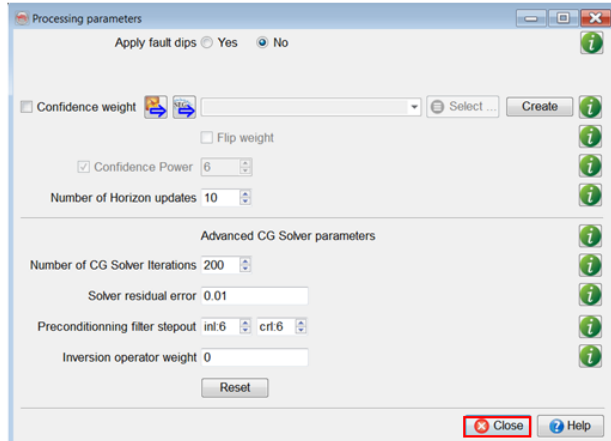 Processing parameters
Apply fault dips Yes No
Confidence weight Select ... Create
Flip weight
Confidence Power 6
Number of Horizon updates 10
Advanced CG Solver parameters
Number of CG Solver Iterations 200
Solver residual error 0.01
Preconditionning filter stepout inl:6 crl:6
Inversion operator weight 0
Reset
Close Help